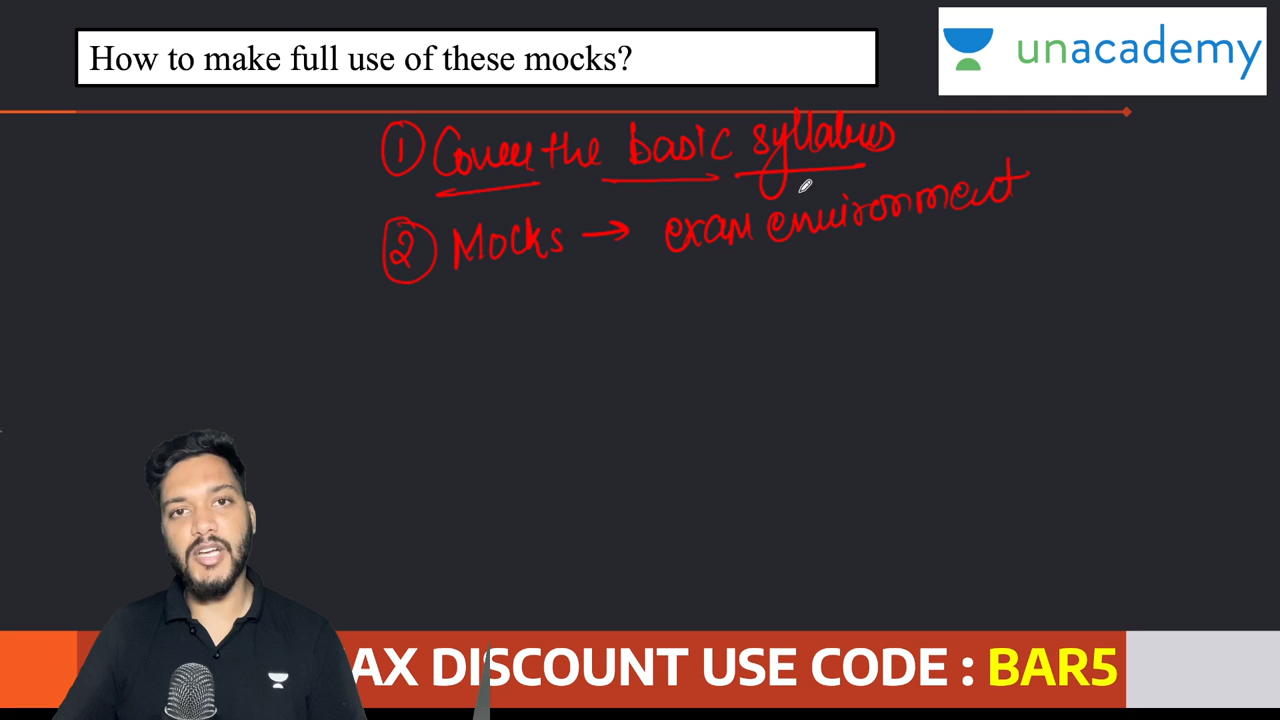 How to make full use of these mocks?
unacademy
① Cover the basic syllabus
② Mocks → exam environment
AX DISCOUNT USE CODE : BAR5